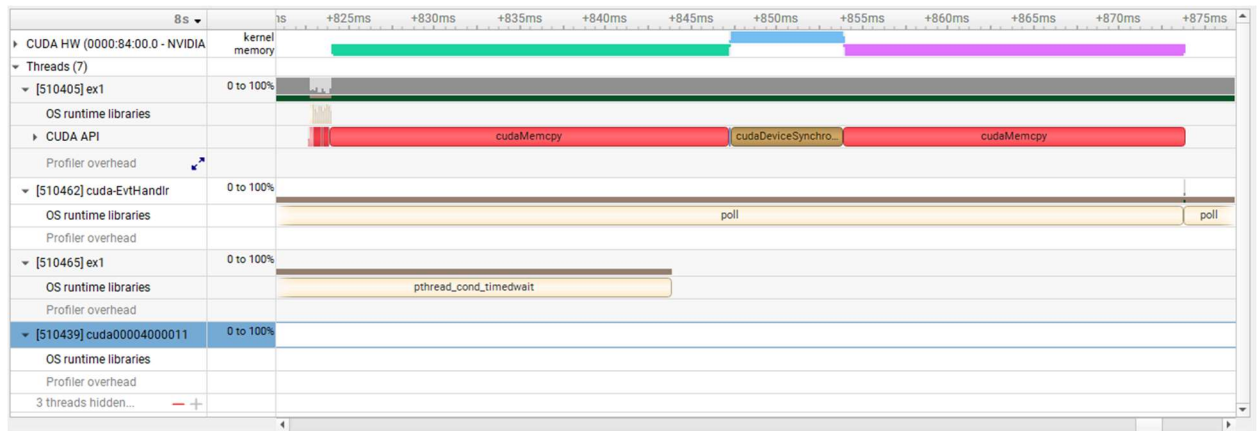 8s ms +825ms +830ms +835ms +840ms +845ms +850ms +855ms +860ms +865ms +870ms +875ms
CUDA HW (0000:84:00.0 - NVIDIA kernel
memory
Threads (7)
[510405] ex1 0 to 100%
OS runtime libraries
CUDA API cudaMemcpy cudaDeviceSynchro... cudaMemcpy
Profiler overhead
[510462] cuda-EvtHandlr 0 to 100%
OS runtime libraries poll poll
Profiler overhead
[510465] ex1 0 to 100%
OS runtime libraries pthread_cond_timedwait
Profiler overhead
[510439] cuda00004000011 0 to 100%
OS runtime libraries
Profiler overhead
3 threads hidden...